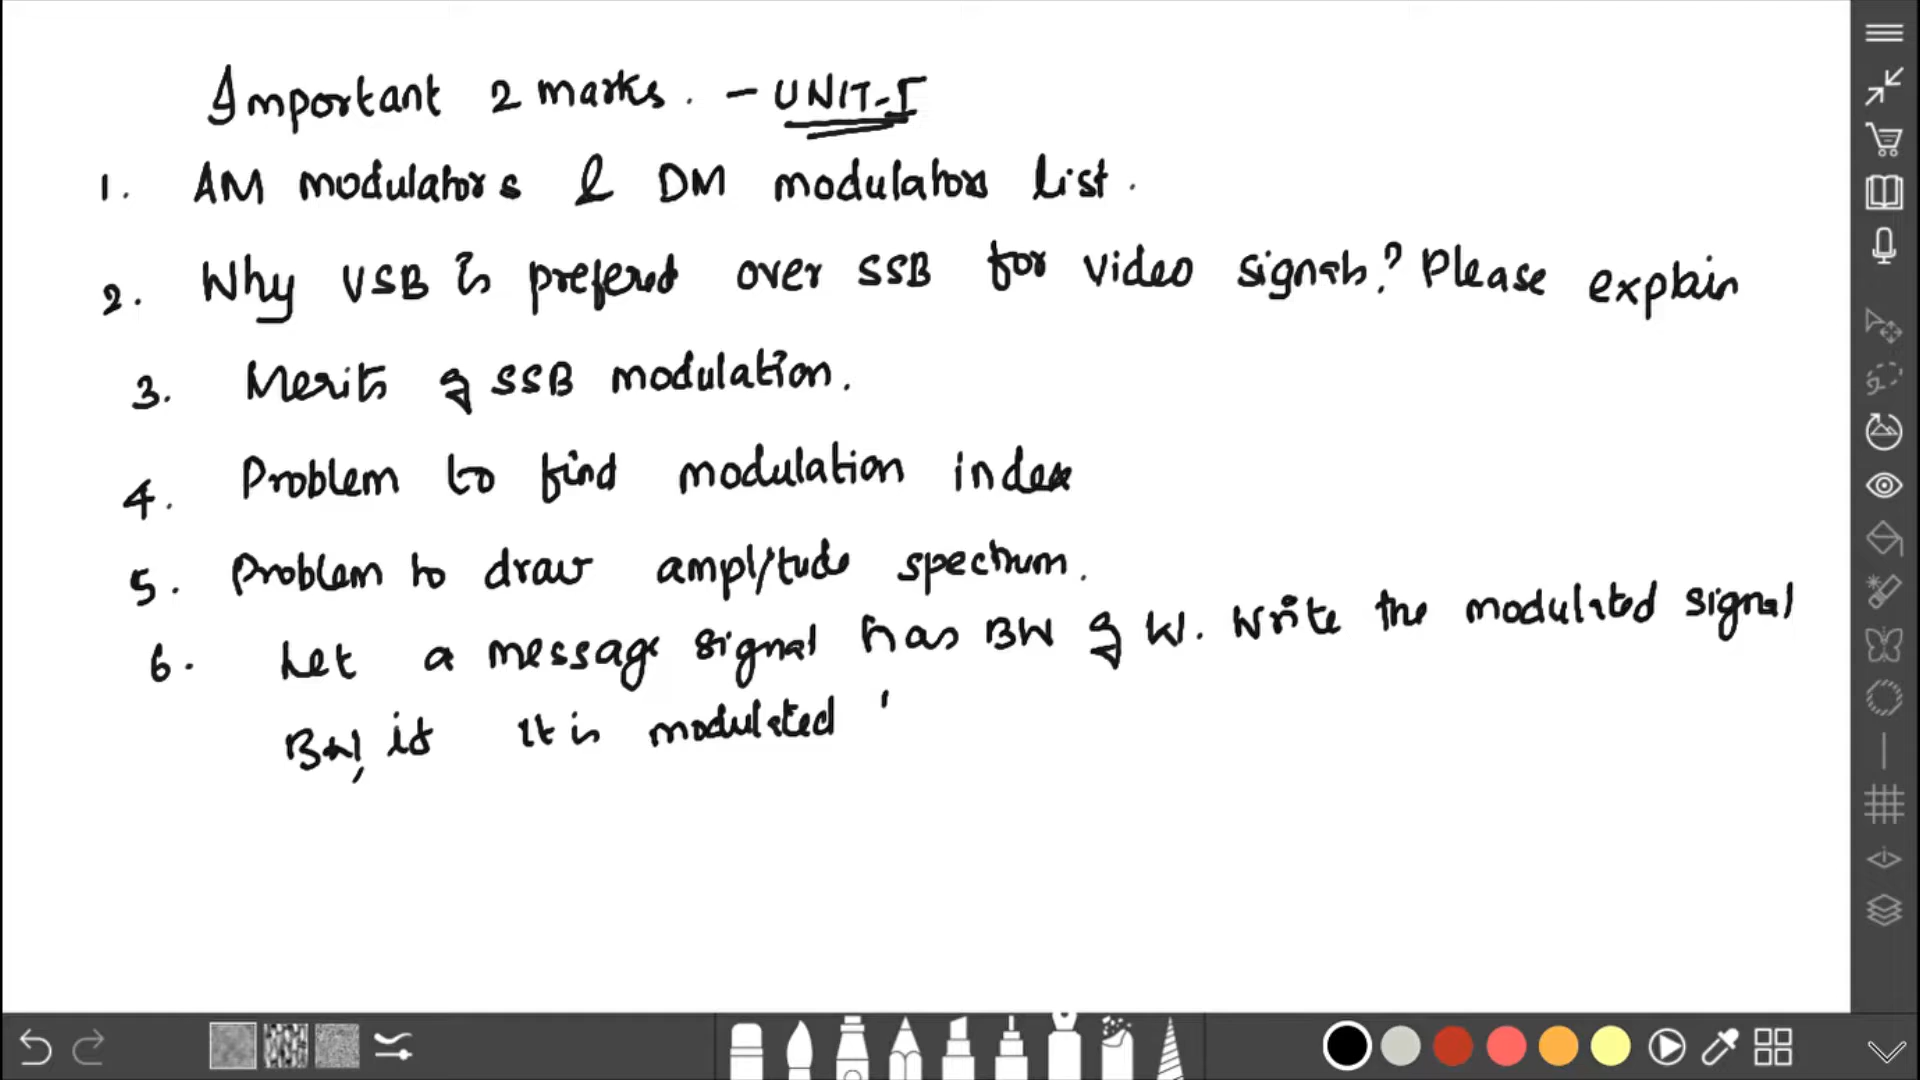 Important 2 marks. - UNIT-I
1. AM modulators & DM modulators list.
2. Why VSB is prefered over SSB for video signals? Please explain
3. Merits of SSB modulation.
4. Problem to find modulation index
5. Problem to draw amplitude spectrum.
6. Let a message signal has BW of W. Write the modulated signal
BW, if it is modulated